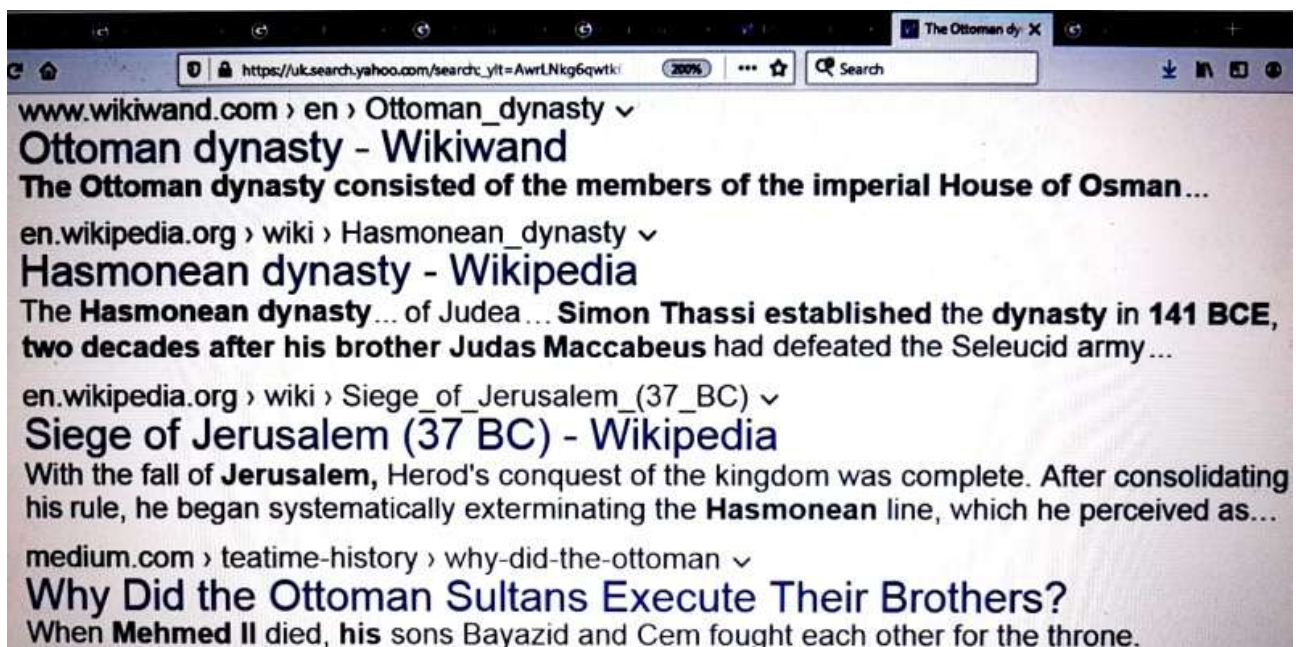 The Ottoman dy
https://uk.search.yahoo.com/search;_ylt=AwrLNkg6qwtk 200% Search
www.wikiwand.com › en › Ottoman_dynasty
Ottoman dynasty - Wikiwand
The Ottoman dynasty consisted of the members of the imperial House of Osman...
en.wikipedia.org › wiki › Hasmonean_dynasty
Hasmonean dynasty - Wikipedia
The Hasmonean dynasty... of Judea... Simon Thassi established the dynasty in 141 BCE,
two decades after his brother Judas Maccabeus had defeated the Seleucid army...
en.wikipedia.org › wiki › Siege_of_Jerusalem_(37_BC)
Siege of Jerusalem (37 BC) - Wikipedia
With the fall of Jerusalem, Herod's conquest of the kingdom was complete. After consolidating
his rule, he began systematically exterminating the Hasmonean line, which he perceived as...
medium.com › teatime-history › why-did-the-ottoman
Why Did the Ottoman Sultans Execute Their Brothers?
When Mehmed II died, his sons Bayazid and Cem fought each other for the throne.